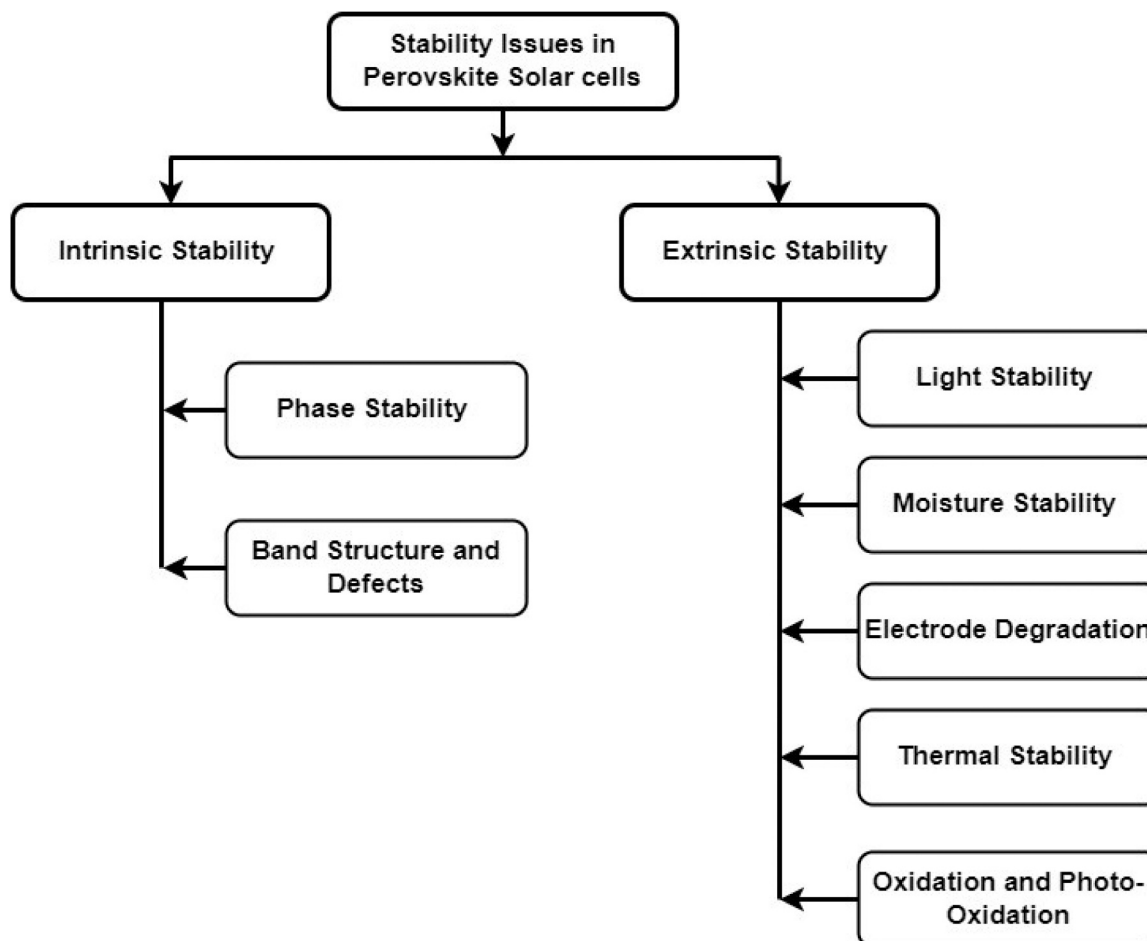 Stability Issues in
Perovskite Solar cells
Intrinsic Stability
Extrinsic Stability
Phase Stability
Band Structure and
Defects
Light Stability
Moisture Stability
Electrode Degradation
Thermal Stability
Oxidation and Photo-
Oxidation